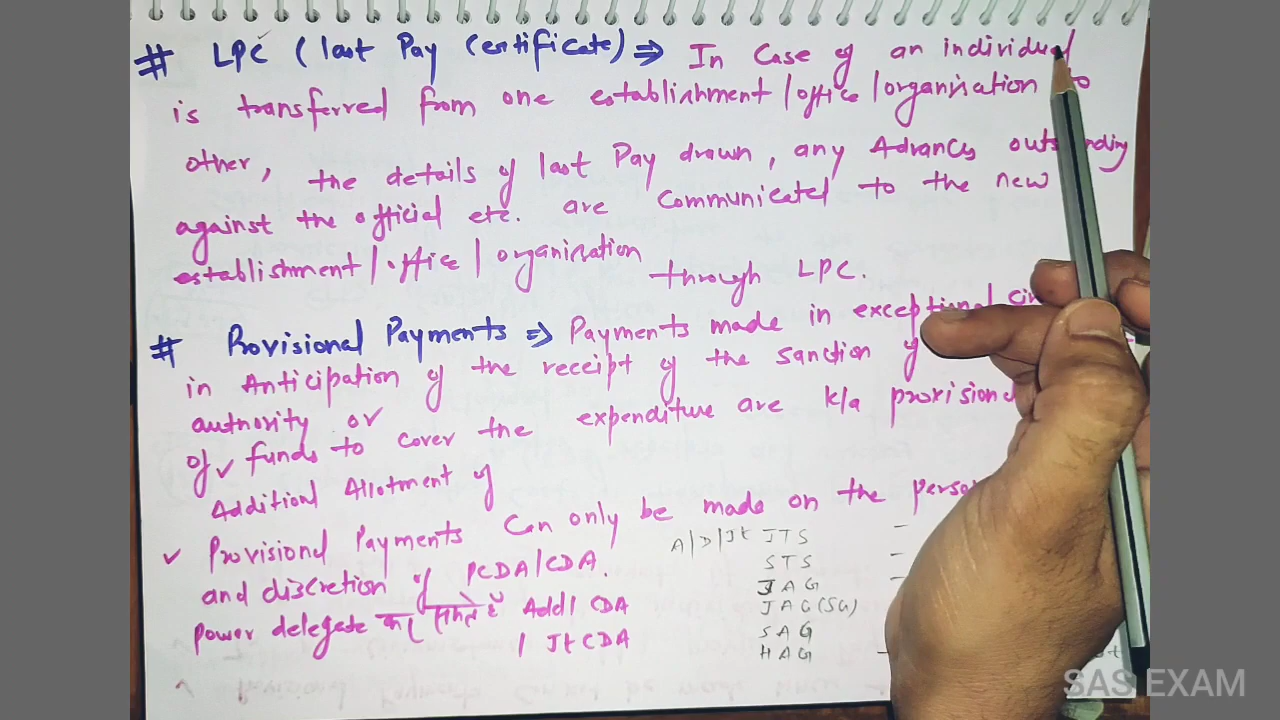 # LPC (last Pay Certificate) ⇒ In Case of an individual
is transferred from one establishment/office/organisation to
other, the details of last Pay drawn, any Advances outstanding
against the official etc. are communicated to the new
establishment/office/organisation through LPC.
# Provisional Payments ⇒ Payments made in exceptional
in Anticipation of the receipt of the sanction of
authority or
of ✓ funds to cover the expenditure are k/a
Additional Allotment of
✓ Provisional Payments Can only be made on the
and discretion of PCDA/CDA.
power delegate Addl CDA
/ Jt CDA
A/D/Jt JTS
STS
JAG
JAG(SG)
SAG
HAG
SAS EXAM